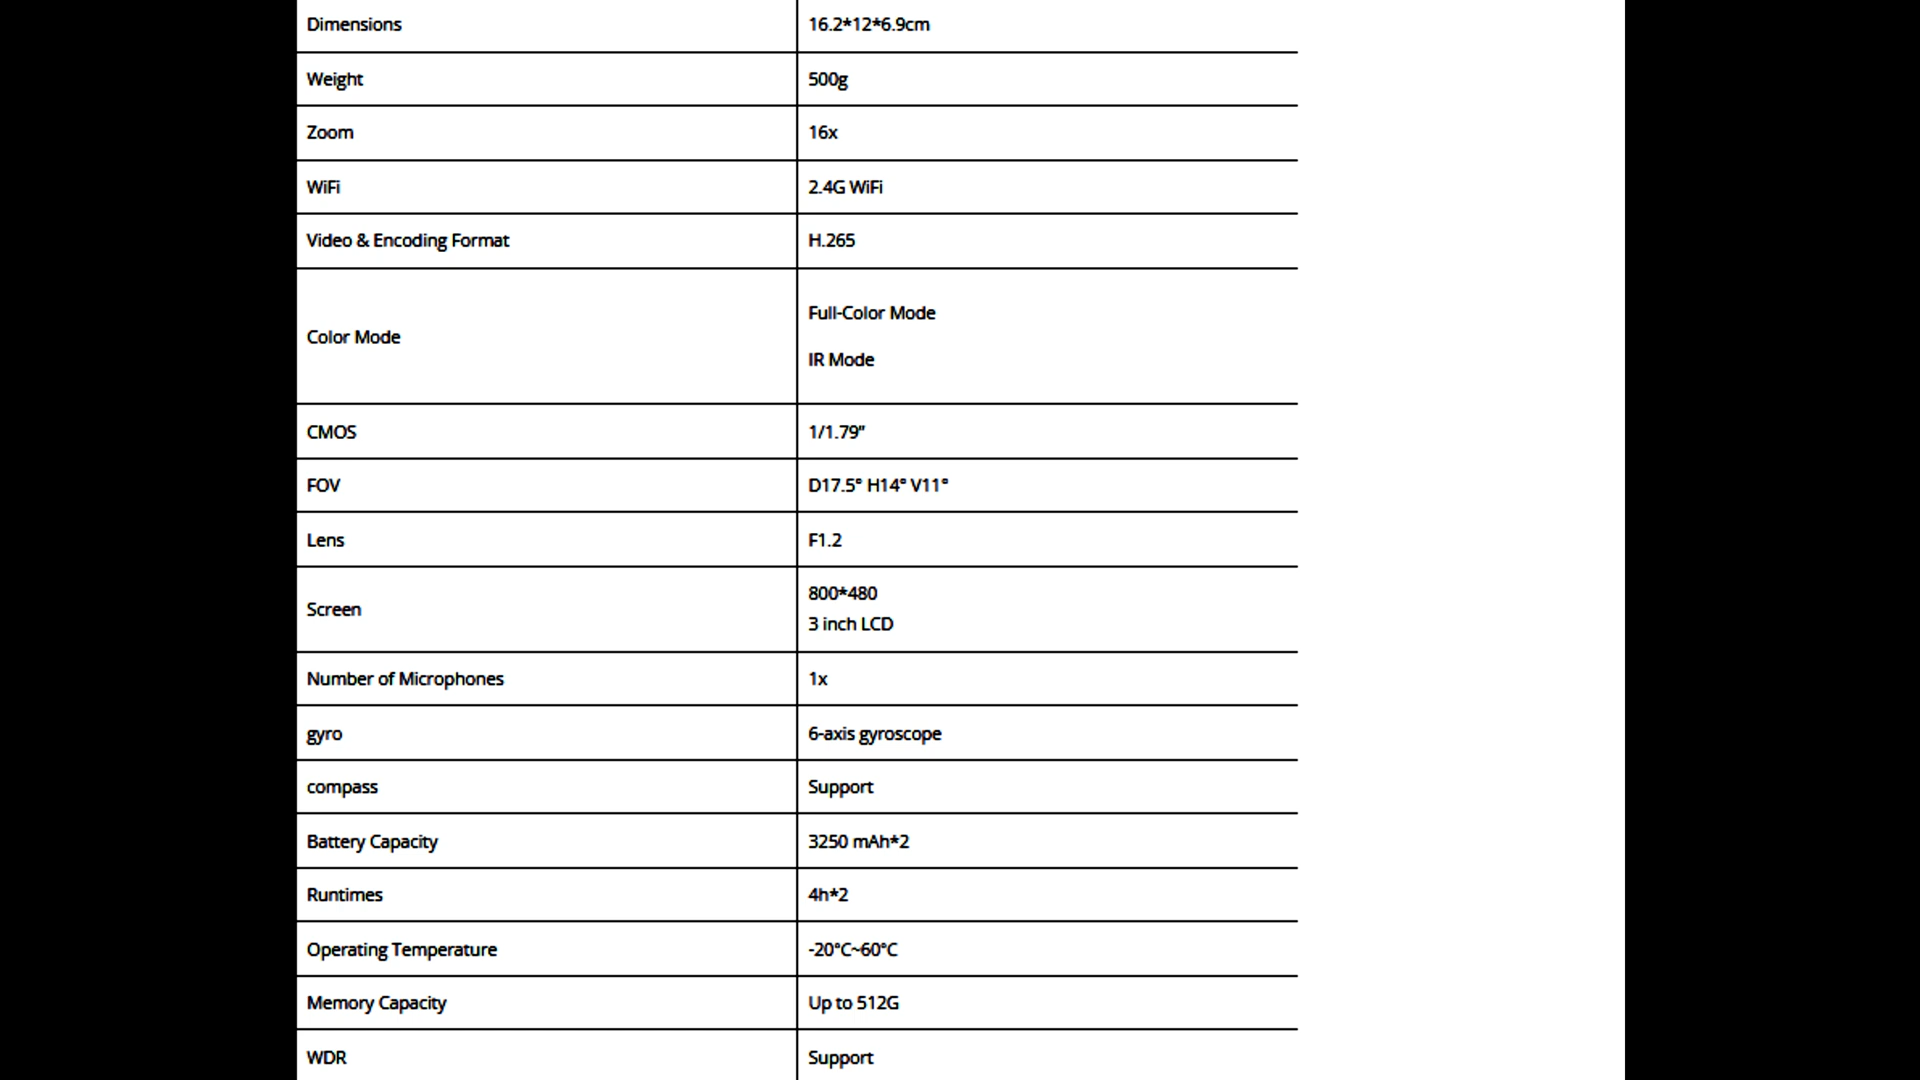 Dimensions 16.2*12*6.9cm
Weight 500g
Zoom 16x
WiFi 2.4G WiFi
Video & Encoding Format H.265
Color Mode Full-Color Mode
IR Mode
CMOS 1/1.79"
FOV D17.5° H14° V11°
Lens F1.2
Screen 800*480
3 inch LCD
Number of Microphones 1x
gyro 6-axis gyroscope
compass Support
Battery Capacity 3250 mAh*2
Runtimes 4h*2
Operating Temperature -20°C~60°C
Memory Capacity Up to 512G
WDR Support